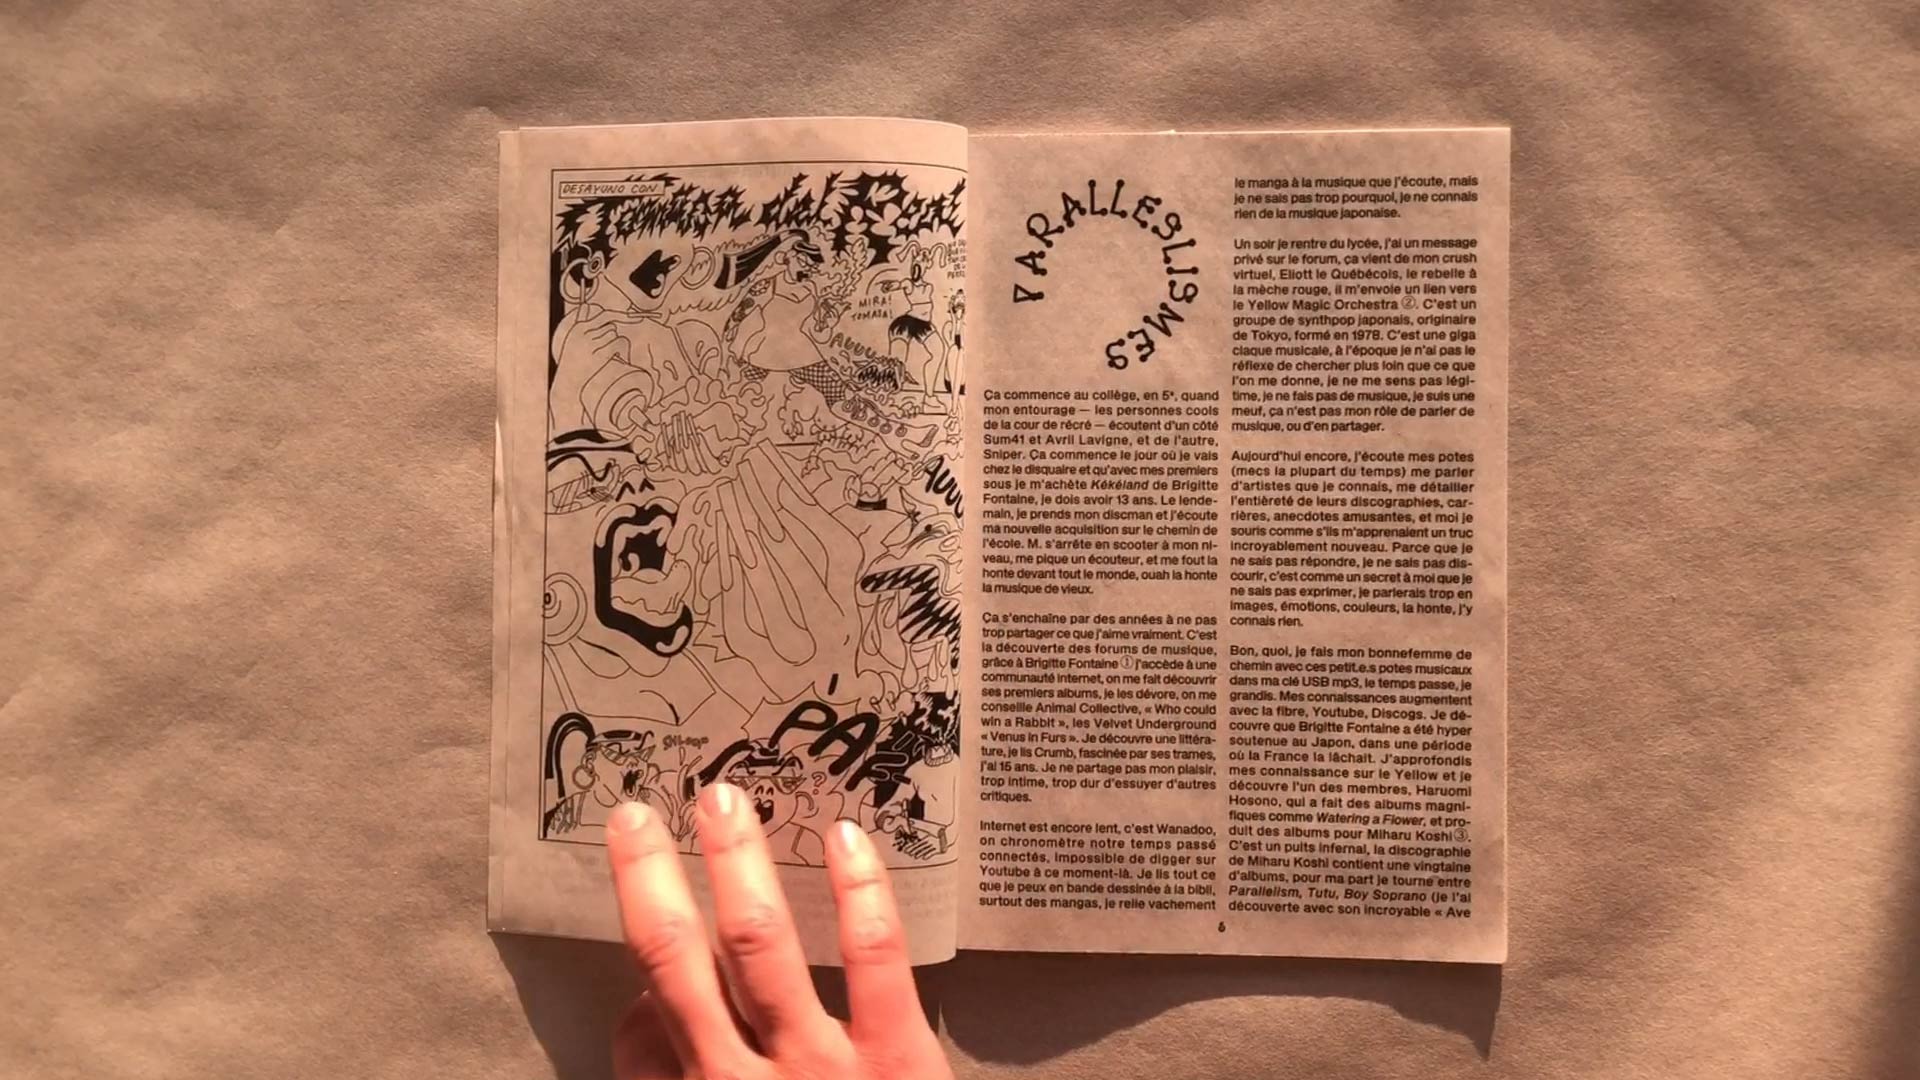 DESAYUNO CON
Tomasa del Real
MIRA!
TOMASA!
AUUU
AUUU
PA
?
PARALLESLISMES
Ça commence au collège, en 5e, quand
mon entourage — les personnes cools
de la cour de récré — écoutent d'un côté
Sum41 et Avril Lavigne, et de l'autre,
Sniper. Ça commence le jour où je vais
chez le disquaire et qu'avec mes premiers
sous je m'achète Kékéland de Brigitte
Fontaine, je dois avoir 13 ans. Le lende-
main, je prends mon discman et j'écoute
ma nouvelle acquisition sur le chemin de
l'école. M. s'arrête en scooter à mon ni-
veau, me pique un écouteur, et me fout la
honte devant tout le monde, ouah la honte
la musique de vieux.
Ça s'enchaîne par des années à ne pas
trop partager ce que j'aime vraiment. C'est
la découverte des forums de musique,
grâce à Brigitte Fontaine ① j'accède à une
communauté internet, on me fait découvrir
ses premiers albums, je les dévore, on me
conseille Animal Collective, « Who could
win a Rabbit », les Velvet Underground
« Venus in Furs ». Je découvre une littéra-
ture, je lis Crumb, fascinée par ses trames,
j'ai 15 ans. Je ne partage pas mon plaisir,
trop intime, trop dur d'essuyer d'autres
critiques.
Internet est encore lent, c'est Wanadoo,
on chronomètre notre temps passé
connectés, impossible de digger sur
Youtube à ce moment-là. Je lis tout ce
que je peux en bande dessinée à la bibli,
surtout des mangas, je relie vachement
le manga à la musique que j'écoute, mais
je ne sais pas trop pourquoi, je ne connais
rien de la musique japonaise.
Un soir je rentre du lycée, j'ai un message
privé sur le forum, ça vient de mon crush
virtuel, Eliott le Québécois, le rebelle à
la mèche rouge, il m'envoie un lien vers
le Yellow Magic Orchestra ②. C'est un
groupe de synthpop japonais, originaire
de Tokyo, formé en 1978. C'est une giga
claque musicale, à l'époque je n'ai pas le
réflexe de chercher plus loin que ce que
l'on me donne, je ne me sens pas légi-
time, je ne fais pas de musique, je suis une
meuf, ça n'est pas mon rôle de parler de
musique, ou d'en partager.
Aujourd'hui encore, j'écoute mes potes
(mecs la plupart du temps) me parler
d'artistes que je connais, me détailler
l'entièreté de leurs discographies, car-
rières, anecdotes amusantes, et moi je
souris comme s'ils m'apprenaient un truc
incroyablement nouveau. Parce que je
ne sais pas répondre, je ne sais pas dis-
courir, c'est comme un secret à moi que je
ne sais pas exprimer, je parlerais trop en
images, émotions, couleurs, la honte, j'y
connais rien.
Bon, quoi, je fais mon bonnefemme de
chemin avec ces petit.e.s potes musicaux
dans ma clé USB mp3, le temps passe, je
grandis. Mes connaissances augmentent
avec la fibre, Youtube, Discogs. Je dé-
couvre que Brigitte Fontaine a été hyper
soutenue au Japon, dans une période
où la France la lâchait. J'approfondis
mes connaissance sur le Yellow et je
découvre l'un des membres, Haruomi
Hosono, qui a fait des albums magni-
fiques comme Watering a Flower, et pro-
duit des albums pour Miharu Koshi ③.
C'est un puits infernal, la discographie
de Miharu Koshi contient une vingtaine
d'albums, pour ma part je tourne entre
Parallelism, Tutu, Boy Soprano (je l'ai
découverte avec son incroyable « Ave